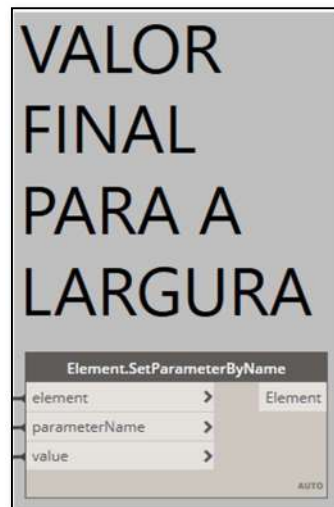 VALOR
FINAL
PARA A
LARGURA
Element.SetParameterByName
element > Element
parameterName >
value >
AUTO